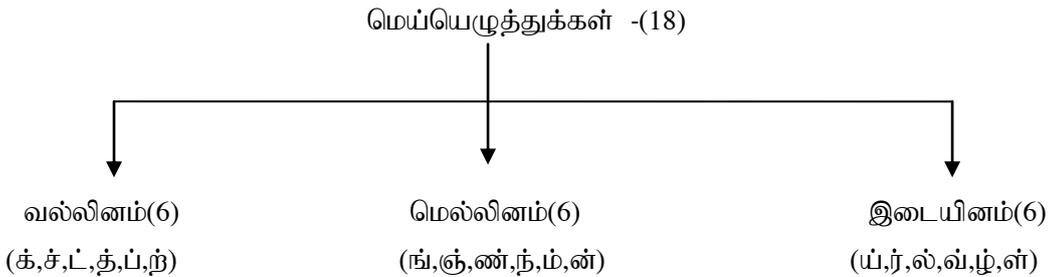 மெய்யெழுத்துக்கள் -(18)
வல்லினம்(6) மெல்லினம்(6) இடையினம்(6)
(க்,ச்,ட்,த்,ப்,ற்) (ங்,ஞ்,ண்,ந்,ம்,ன்) (ய்,ர்,ல்,வ்,ழ்,ள்)